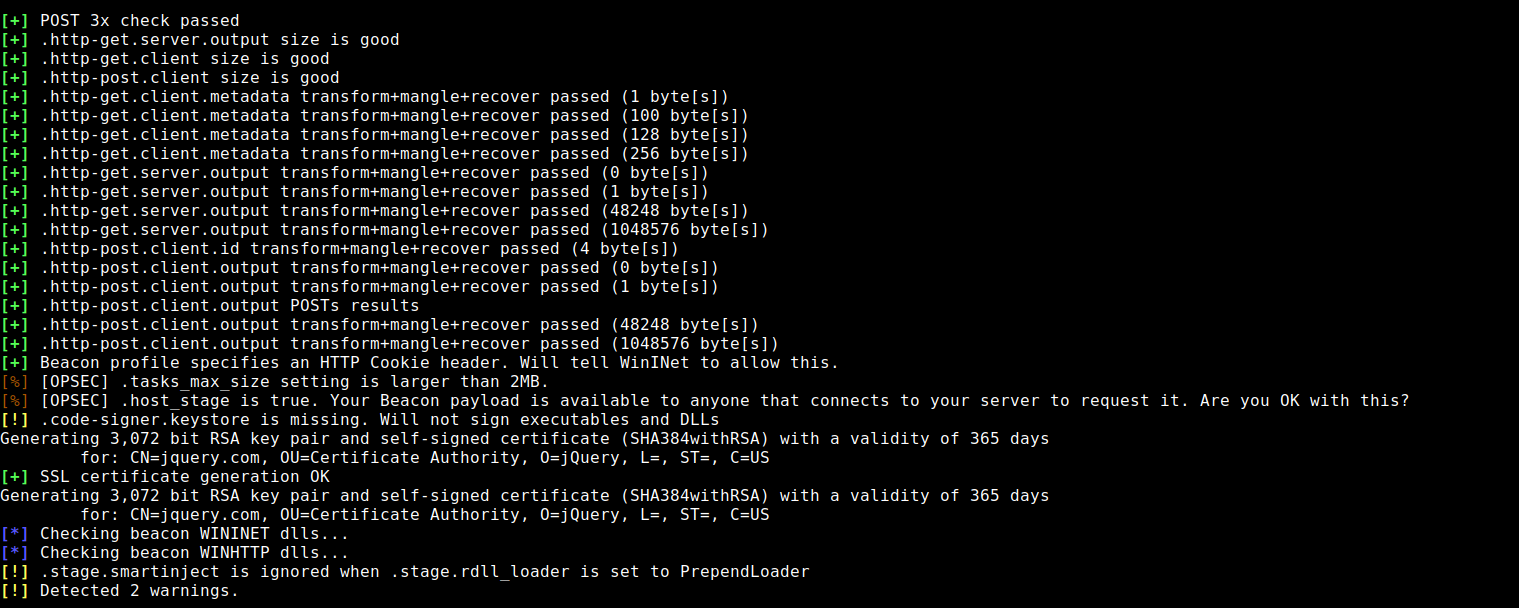 [+] POST 3x check passed
[+] .http-get.server.output size is good
[+] .http-get.client size is good
[+] .http-post.client size is good
[+] .http-get.client.metadata transform+mangle+recover passed (1 byte[s])
[+] .http-get.client.metadata transform+mangle+recover passed (100 byte[s])
[+] .http-get.client.metadata transform+mangle+recover passed (128 byte[s])
[+] .http-get.client.metadata transform+mangle+recover passed (256 byte[s])
[+] .http-get.server.output transform+mangle+recover passed (0 byte[s])
[+] .http-get.server.output transform+mangle+recover passed (1 byte[s])
[+] .http-get.server.output transform+mangle+recover passed (48248 byte[s])
[+] .http-get.server.output transform+mangle+recover passed (1048576 byte[s])
[+] .http-post.client.id transform+mangle+recover passed (4 byte[s])
[+] .http-post.client.output transform+mangle+recover passed (0 byte[s])
[+] .http-post.client.output transform+mangle+recover passed (1 byte[s])
[+] .http-post.client.output POSTs results
[+] .http-post.client.output transform+mangle+recover passed (48248 byte[s])
[+] .http-post.client.output transform+mangle+recover passed (1048576 byte[s])
[+] Beacon profile specifies an HTTP Cookie header. Will tell WinINet to allow this.
[%] [OPSEC] .tasks_max_size setting is larger than 2MB.
[%] [OPSEC] .host_stage is true. Your Beacon payload is available to anyone that connects to your server to request it. Are you OK with this?
[!] .code-signer.keystore is missing. Will not sign executables and DLLs
Generating 3,072 bit RSA key pair and self-signed certificate (SHA384withRSA) with a validity of 365 days
        for: CN=jquery.com, OU=Certificate Authority, O=jQuery, L=, ST=, C=US
[+] SSL certificate generation OK
Generating 3,072 bit RSA key pair and self-signed certificate (SHA384withRSA) with a validity of 365 days
        for: CN=jquery.com, OU=Certificate Authority, O=jQuery, L=, ST=, C=US
[*] Checking beacon WININET dlls...
[*] Checking beacon WINHTTP dlls...
[!] .stage.smartinject is ignored when .stage.rdll_loader is set to PrependLoader
[!] Detected 2 warnings.